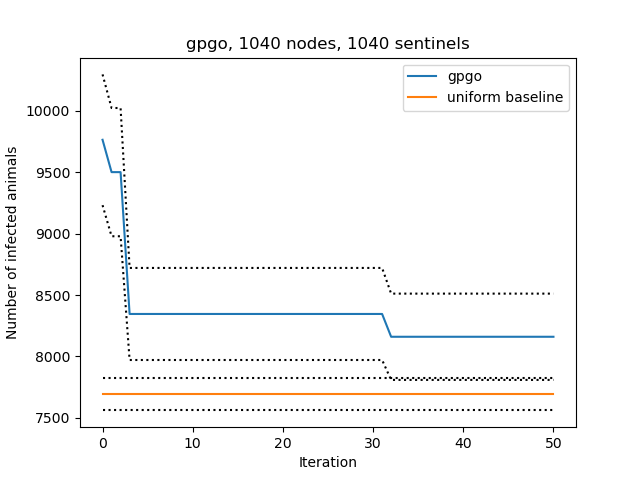 gpgo, 1040 nodes, 1040 sentinels
gpgo
uniform baseline
Number of infected animals
10000
9500
9000
8500
8000
7500
0
10
20
30
40
50
Iteration